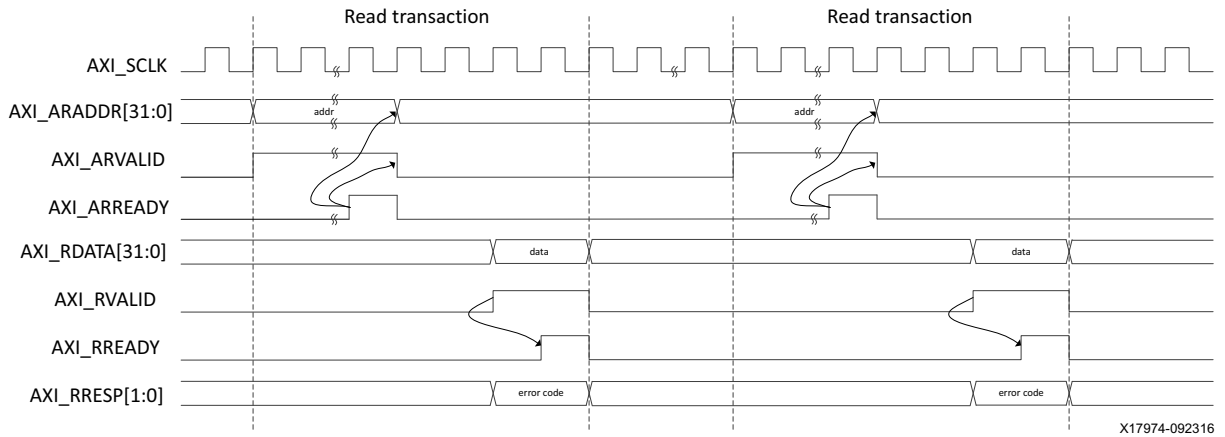 Read transaction Read transaction
AXI_SCLK
AXI_ARADDR[31:0] addr addr
AXI_ARVALID
AXI_ARREADY
AXI_RDATA[31:0] data data
AXI_RVALID
AXI_RREADY
AXI_RRESP[1:0] error code error code
X17974-092316